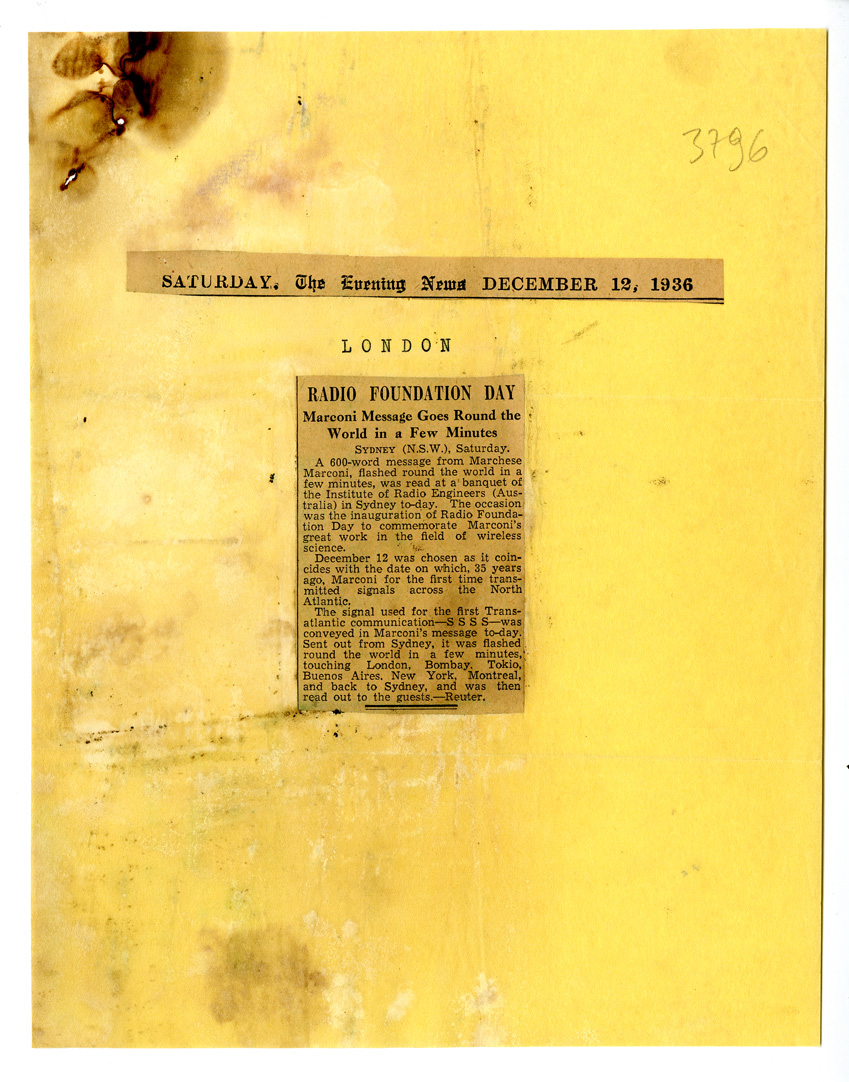 3796
SATURDAY, The Evening News DECEMBER 12, 1936
LONDON
RADIO FOUNDATION DAY
Marconi Message Goes Round the
World in a Few Minutes
SYDNEY (N.S.W.), Saturday.
A 600-word message from Marchese
Marconi, flashed round the world in a
few minutes, was read at a banquet of
the Institute of Radio Engineers (Aus-
tralia) in Sydney to-day. The occasion
was the inauguration of Radio Founda-
tion Day to commemorate Marconi's
great work in the field of wireless
science.
December 12 was chosen as it coin-
cides with the date on which, 35 years
ago, Marconi for the first time trans-
mitted signals across the North
Atlantic.
The signal used for the first Trans-
atlantic communication—S S S S—was
conveyed in Marconi's message to-day.
Sent out from Sydney, it was flashed
round the world in a few minutes,
touching London, Bombay, Tokio,
Buenos Aires, New York, Montreal,
and back to Sydney, and was then
read out to the guests.—Reuter.